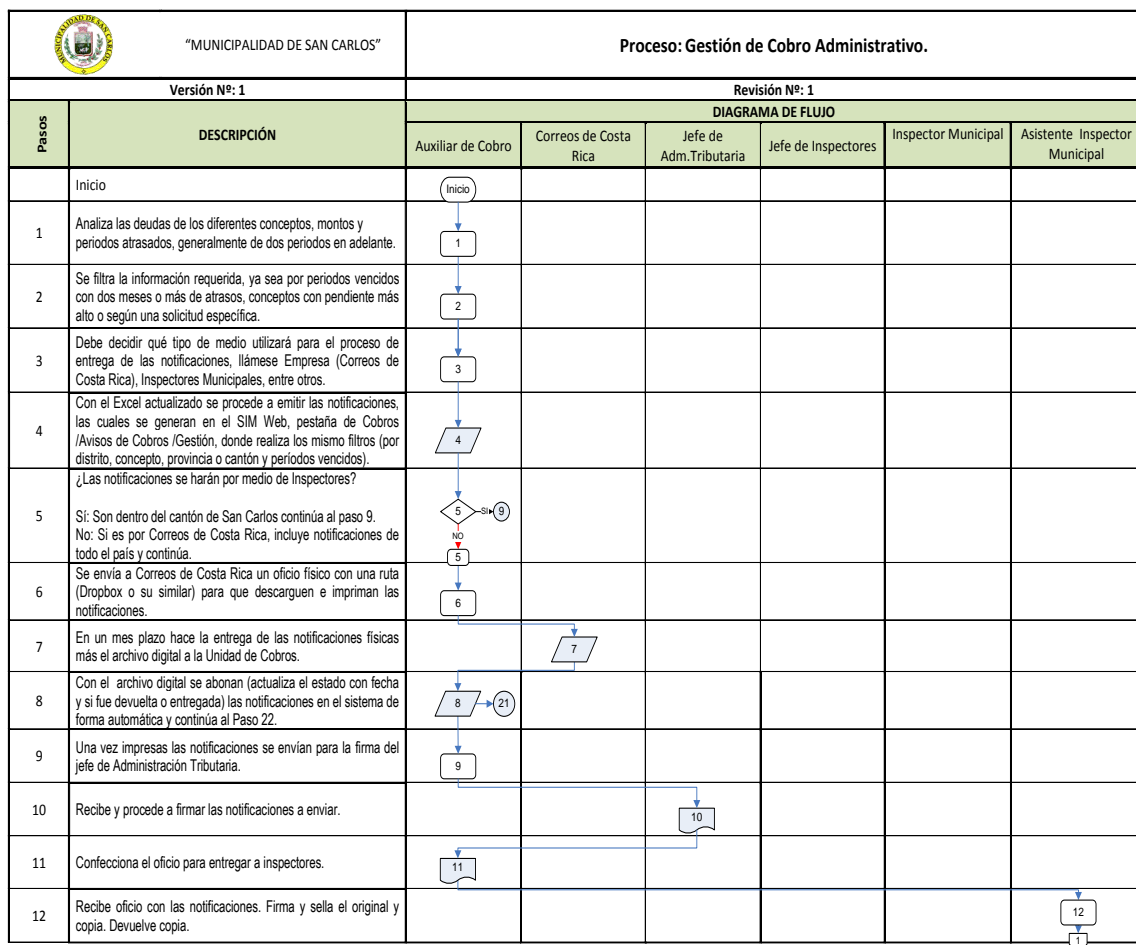 MUNICIPALIDAD DE SAN CARLOS
“MUNICIPALIDAD DE SAN CARLOS”
Proceso: Gestión de Cobro Administrativo.
Versión Nº: 1
Revisión Nº: 1
Pasos
DESCRIPCIÓN
DIAGRAMA DE FLUJO
Auxiliar de Cobro
Correos de Costa
Rica
Jefe de
Adm.Tributaria
Jefe de Inspectores
Inspector Municipal
Asistente Inspector
Municipal
Inicio
Inicio
1
Analiza las deudas de los diferentes conceptos, montos y
periodos atrasados, generalmente de dos periodos en adelante.
1
2
Se filtra la información requerida, ya sea por periodos vencidos
con dos meses o más de atrasos, conceptos con pendiente más
alto o según una solicitud específica.
2
3
Debe decidir qué tipo de medio utilizará para el proceso de
entrega de las notificaciones, llámese Empresa (Correos de
Costa Rica), Inspectores Municipales, entre otros.
3
4
Con el Excel actualizado se procede a emitir las notificaciones,
las cuales se generan en el SIM Web, pestaña de Cobros
/Avisos de Cobros /Gestión, donde realiza los mismo filtros (por
distrito, concepto, provincia o cantón y períodos vencidos).
4
5
¿Las notificaciones se harán por medio de Inspectores?
Sí: Son dentro del cantón de San Carlos continúa al paso 9.
No: Si es por Correos de Costa Rica, incluye notificaciones de
todo el país y continúa.
5
SI
9
NO
5
6
Se envía a Correos de Costa Rica un oficio físico con una ruta
(Dropbox o su similar) para que descarguen e impriman las
notificaciones.
6
7
En un mes plazo hace la entrega de las notificaciones físicas
más el archivo digital a la Unidad de Cobros.
7
8
Con el archivo digital se abonan (actualiza el estado con fecha
y si fue devuelta o entregada) las notificaciones en el sistema de
forma automática y continúa al Paso 22.
8
21
9
Una vez impresas las notificaciones se envían para la firma del
jefe de Administración Tributaria.
9
10
Recibe y procede a firmar las notificaciones a enviar.
10
11
Confecciona el oficio para entregar a inspectores.
11
12
Recibe oficio con las notificaciones. Firma y sella el original y
copia. Devuelve copia.
12
1